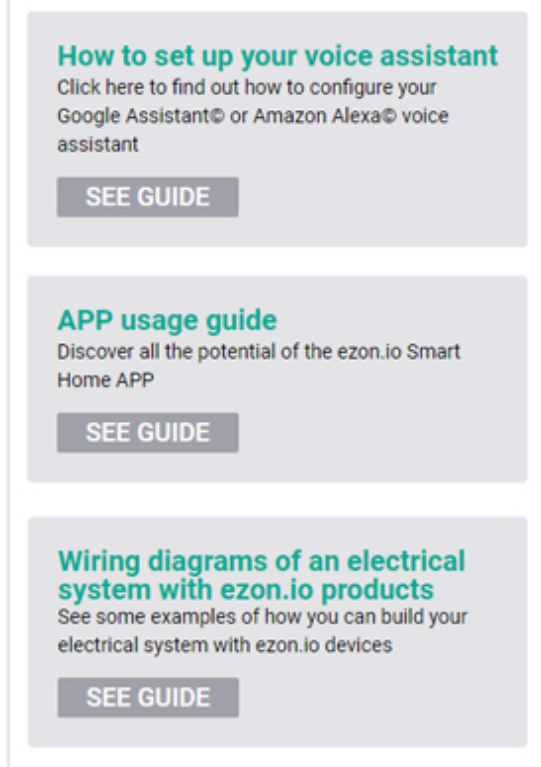 How to set up your voice assistant
Click here to find out how to configure your
Google Assistant© or Amazon Alexa© voice
assistant
SEE GUIDE
APP usage guide
Discover all the potential of the ezon.io Smart
Home APP
SEE GUIDE
Wiring diagrams of an electrical
system with ezon.io products
See some examples of how you can build your
electrical system with ezon.io devices
SEE GUIDE